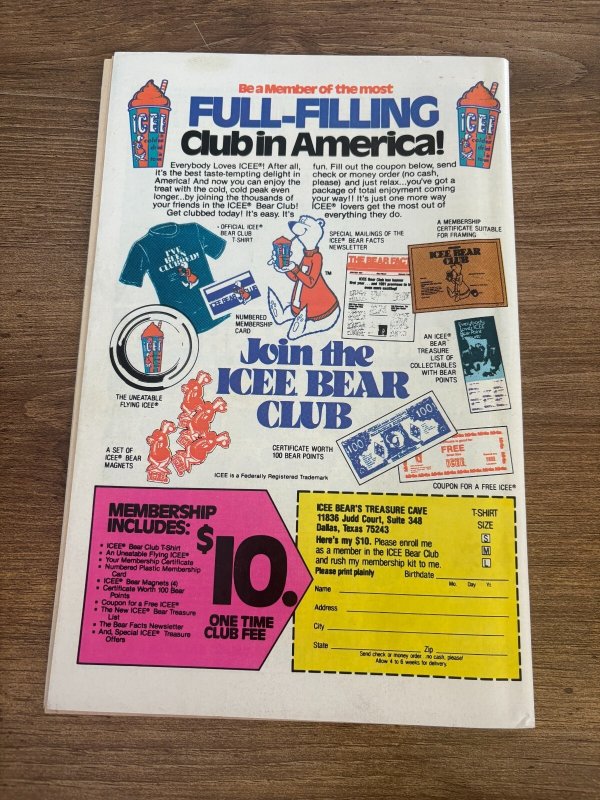 Be a Member of the most
FULL-FILLING
Club in America!
ICEE
ICEE
Everybody Loves ICEE®! After all,
it's the best taste-tempting delight in
America! And now you can enjoy the
treat with the cold, cold peak even
longer...by joining the thousands of
your friends in the ICEE® Bear Club!
Get clubbed today! It's easy. It's
fun. Fill out the coupon below, send
check or money order (no cash,
please) and just relax...you've got a
package of total enjoyment coming
your way!! It's just one way
ICEE® lovers get the most out of
everything they do.
OFFICIAL ICEE®
BEAR CLUB
T-SHIRT
SPECIAL MAILINGS OF THE
ICEE® BEAR FACTS
NEWSLETTER
A MEMBERSHIP
CERTIFICATE SUITABLE
FOR FRAMING
I'VE
BEE
CLUBBED!
ICEE BEAR CLUB
TM
THE BEAR FAC
ICEE BEAR
CLUB
NUMBERED
MEMBERSHIP
CARD
AN ICEE®
BEAR
TREASURE
LIST OF
COLLECTABLES
WITH BEAR
POINTS
ICEE
THE UNEATABLE
FLYING ICEE®
Join the
ICEE BEAR
CLUB
A SET OF
ICEE® BEAR
MAGNETS
CERTIFICATE WORTH
100 BEAR POINTS
100
100
FREE
ICEE
ICEE is a Federally Registered Trademark
COUPON FOR A FREE ICEE®
MEMBERSHIP
INCLUDES:
• ICEE® Bear Club T-Shirt
• An Uneatable Flying ICEE®
• Your Membership Certificate
• Numbered Plastic Membership
Card
• ICEE® Bear Magnets (4)
• Certificate Worth 100 Bear
Points
• Coupon for a Free ICEE®
• The New ICEE® Bear Treasure
List
• The Bear Facts Newsletter
• And, Special ICEE® Treasure
Offers
$10.
ONE TIME
CLUB FEE
ICEE BEAR'S TREASURE CAVE
11836 Judd Court, Suite 348
Dallas, Texas 75243
Here's my $10. Please enroll me
as a member in the ICEE Bear Club
and rush my membership kit to me.
Please print plainly
Birthdate
Mo. Day Yr.
T-SHIRT
SIZE
S
M
L
Name
Address
City
State Zip
Send check or money order, no cash, please!
Allow 4 to 6 weeks for delivery.